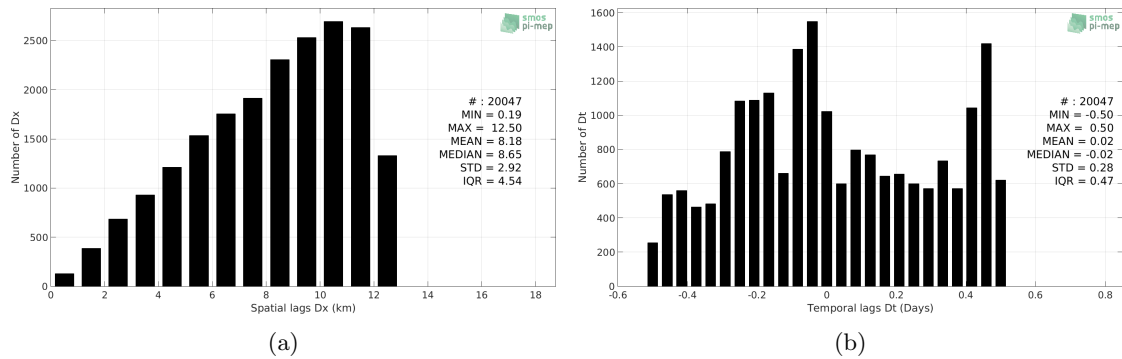 smos
pi-mep
2500
2000
1500
1000
500
0
Number of Dx
# : 20047
MIN = 0.19
MAX = 12.50
MEAN = 8.18
MEDIAN = 8.65
STD = 2.92
IQR = 4.54
0 2 4 6 8 10 12 14 16 18
Spatial lags Dx (km)
(a)
smos
pi-mep
1600
1400
1200
1000
800
600
400
200
0
Number of Dt
# : 20047
MIN = -0.50
MAX = 0.50
MEAN = 0.02
MEDIAN = -0.02
STD = 0.28
IQR = 0.47
-0.6 -0.4 -0.2 0 0.2 0.4 0.6 0.8
Temporal lags Dt (Days)
(b)